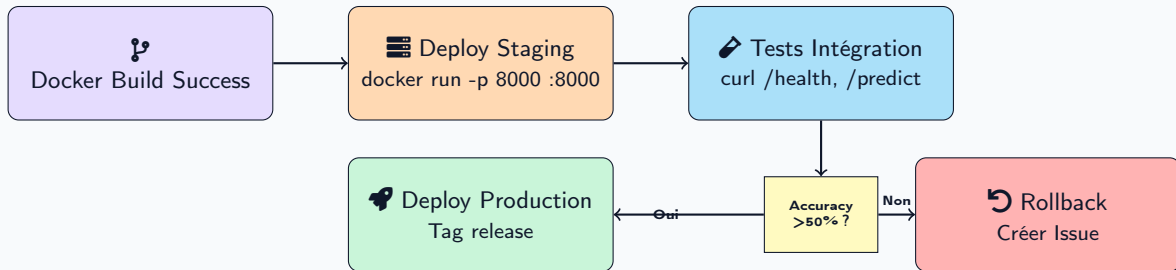 Docker Build Success
Deploy Staging
docker run -p 8000 :8000
Tests Intégration
curl /health, /predict
Deploy Production
Tag release
Oui
Accuracy
>50% ?
Non
Rollback
Créer Issue